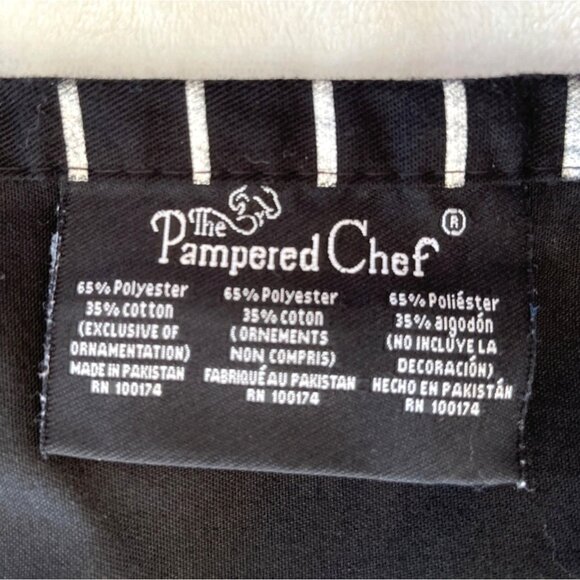 The
Pampered Chef ®
65% Polyester
35% cotton
(EXCLUSIVE OF
ORNAMENTATION)
MADE IN PAKISTAN
RN 100174
65% Polyester
35% coton
(ORNEMENTS
NON COMPRIS)
FABRIQUÉ AU PAKISTAN
RN 100174
65% Poliéster
35% algodón
(NO INCLUYE LA
DECORACIÓN)
HECHO EN PAKISTÁN
RN 100174